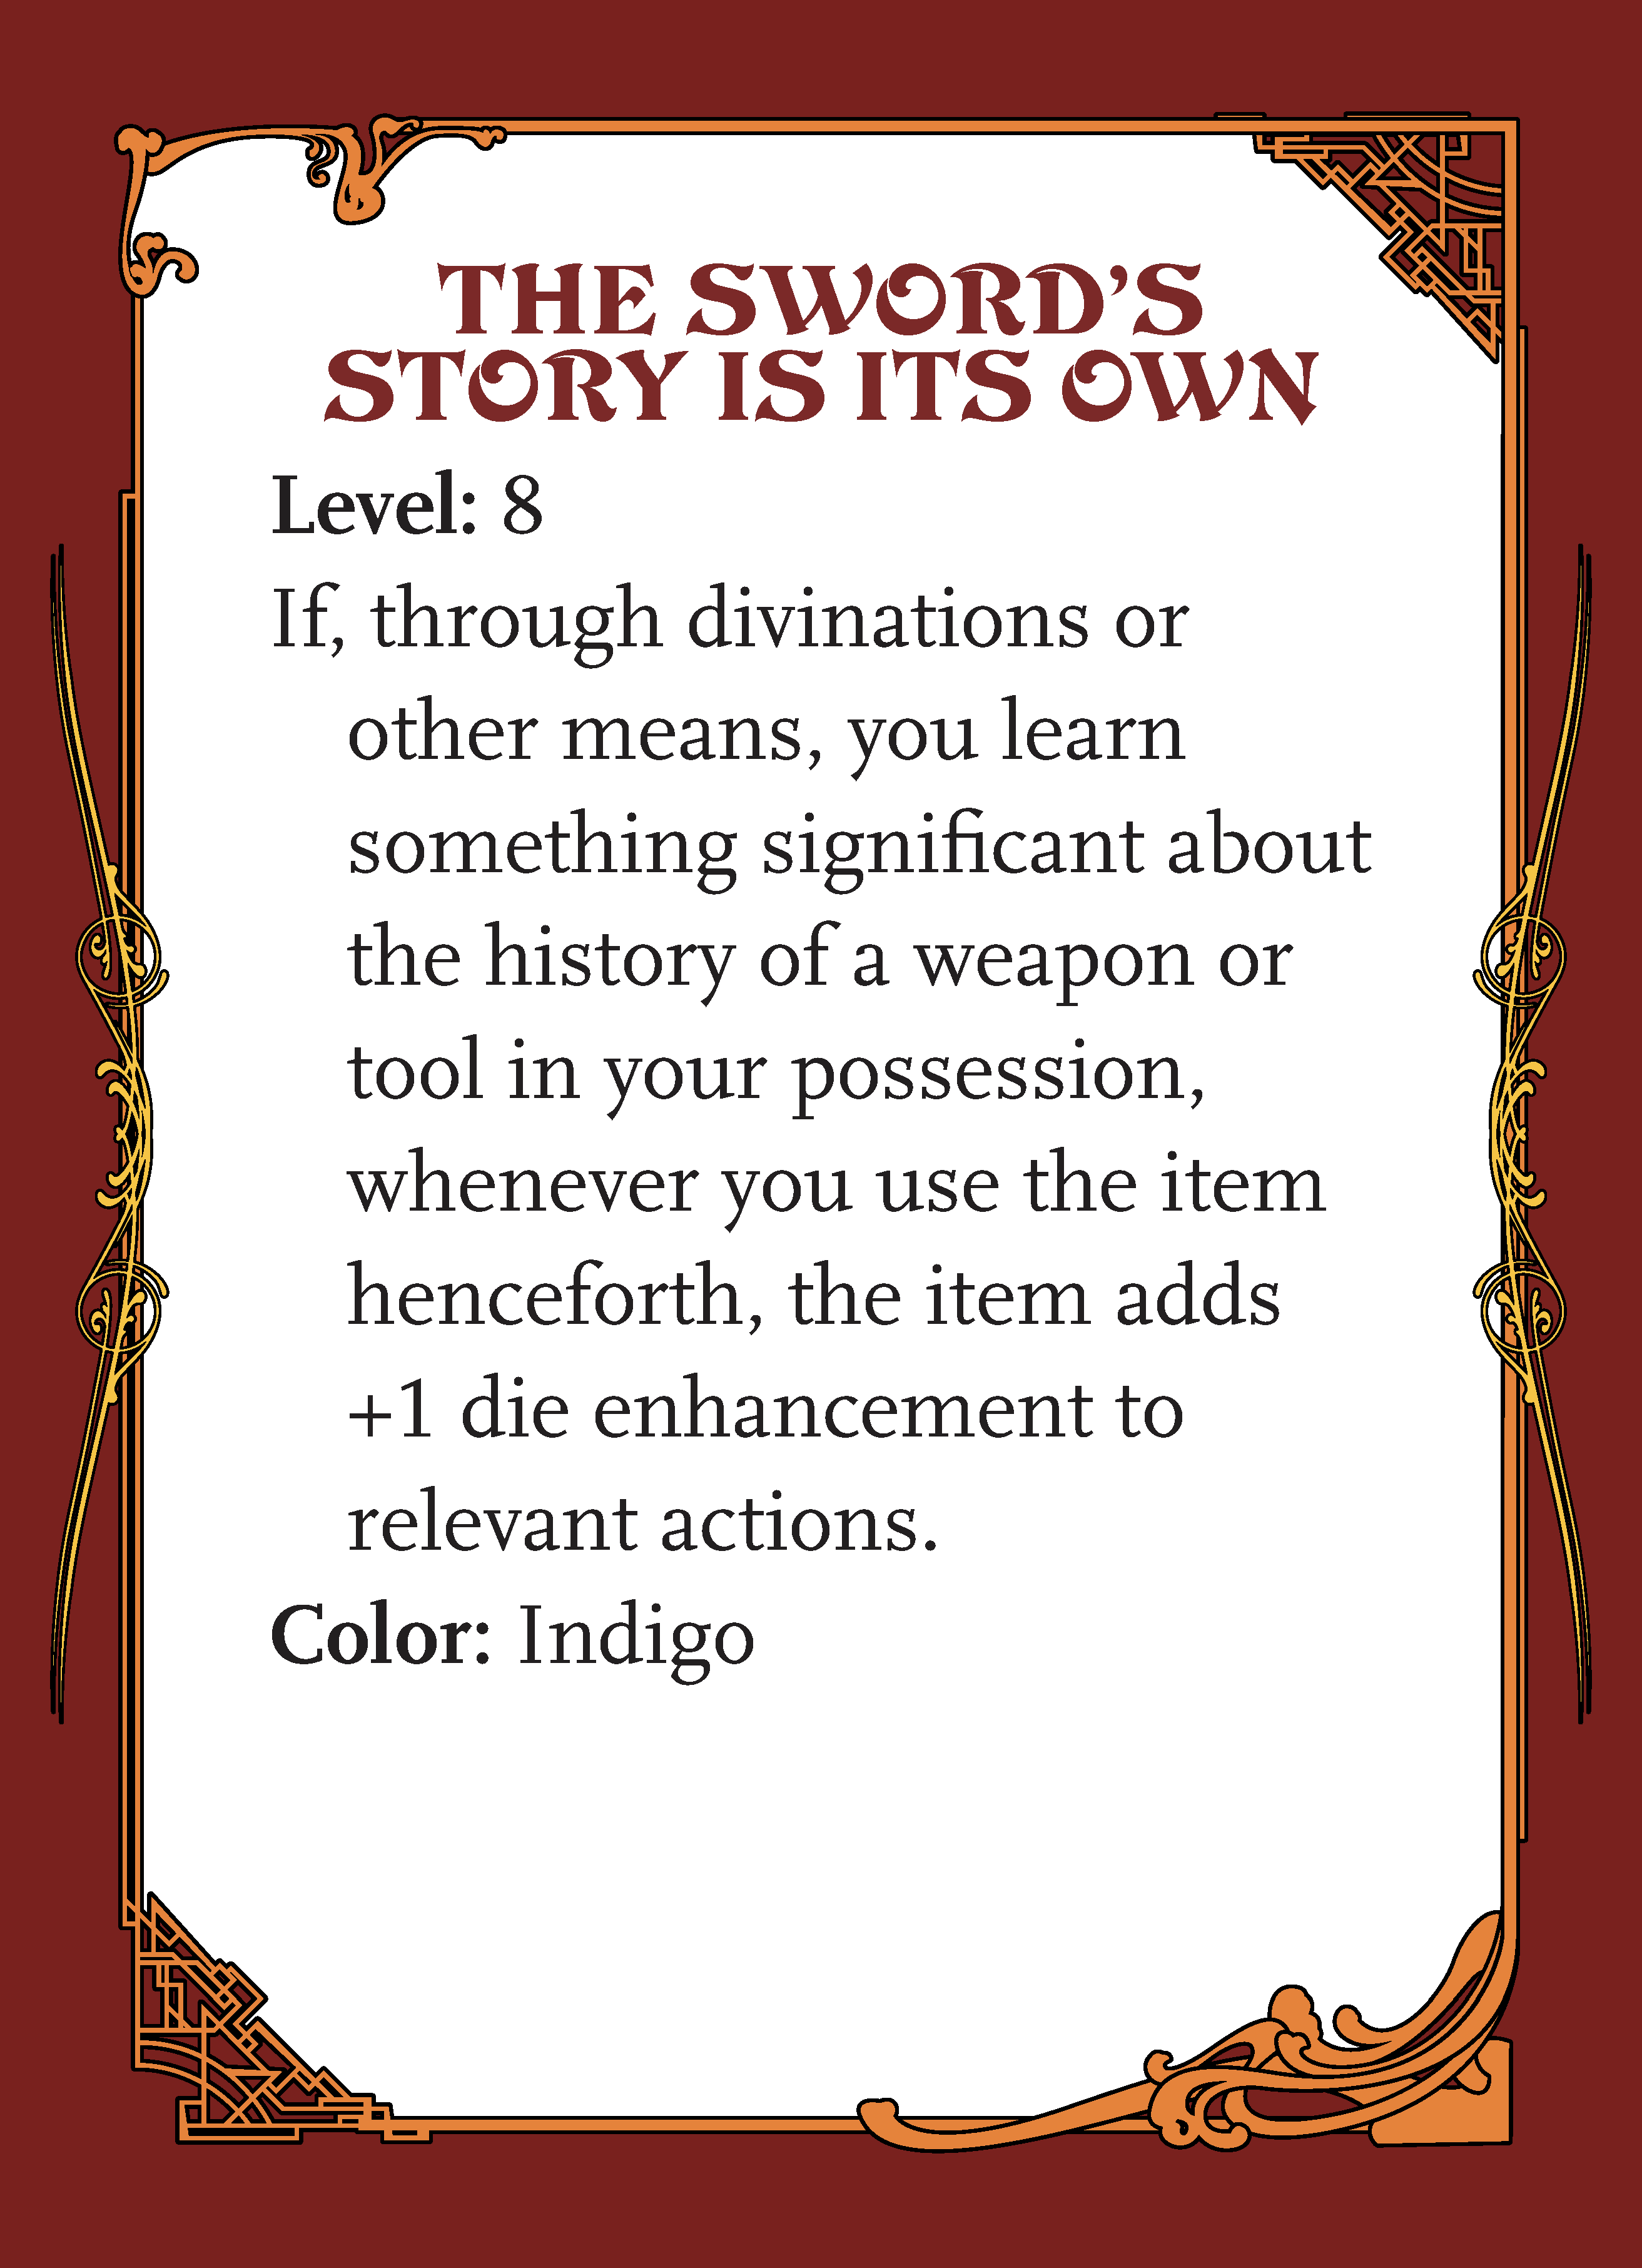 THE SWORD’S
STORY IS ITS OWN
Level: 8
If, through divinations or
other means, you learn
something significant about
the history of a weapon or
tool in your possession,
whenever you use the item
henceforth, the item adds
+1 die enhancement to
relevant actions.
Color: Indigo